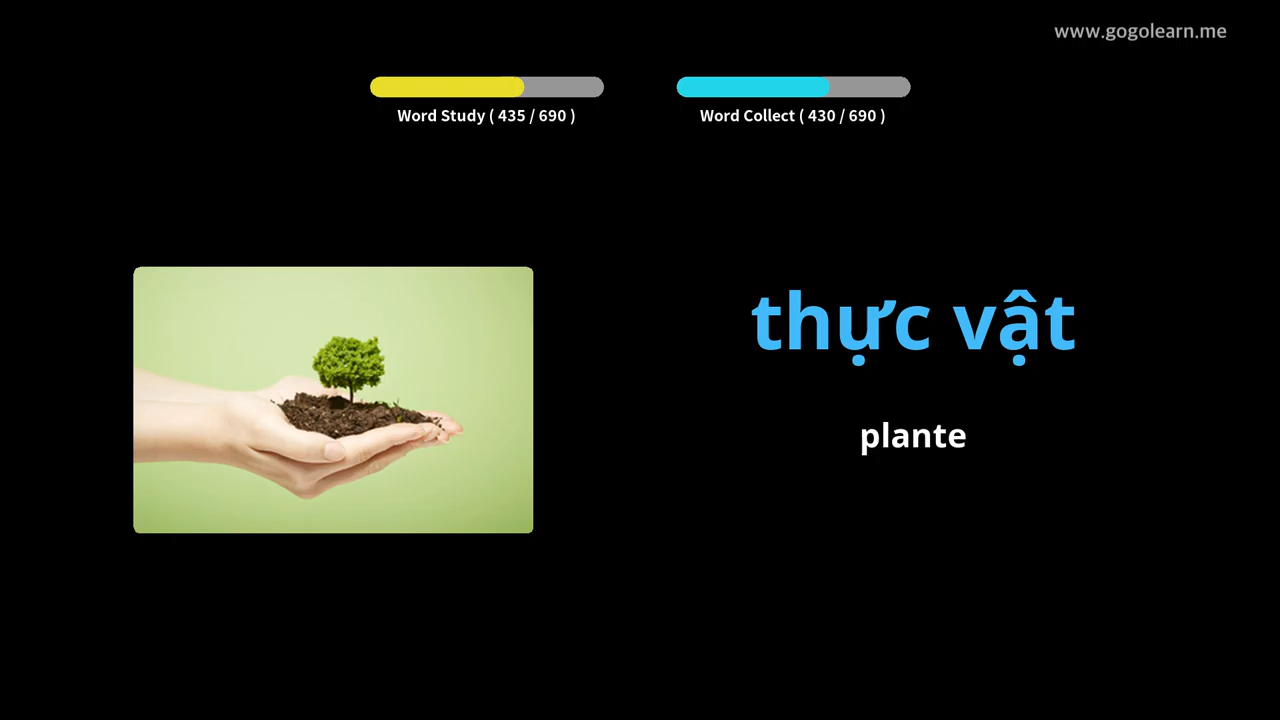 www.gogolearn.me
Word Study ( 435 / 690 )
Word Collect ( 430 / 690 )
thực vật
plante